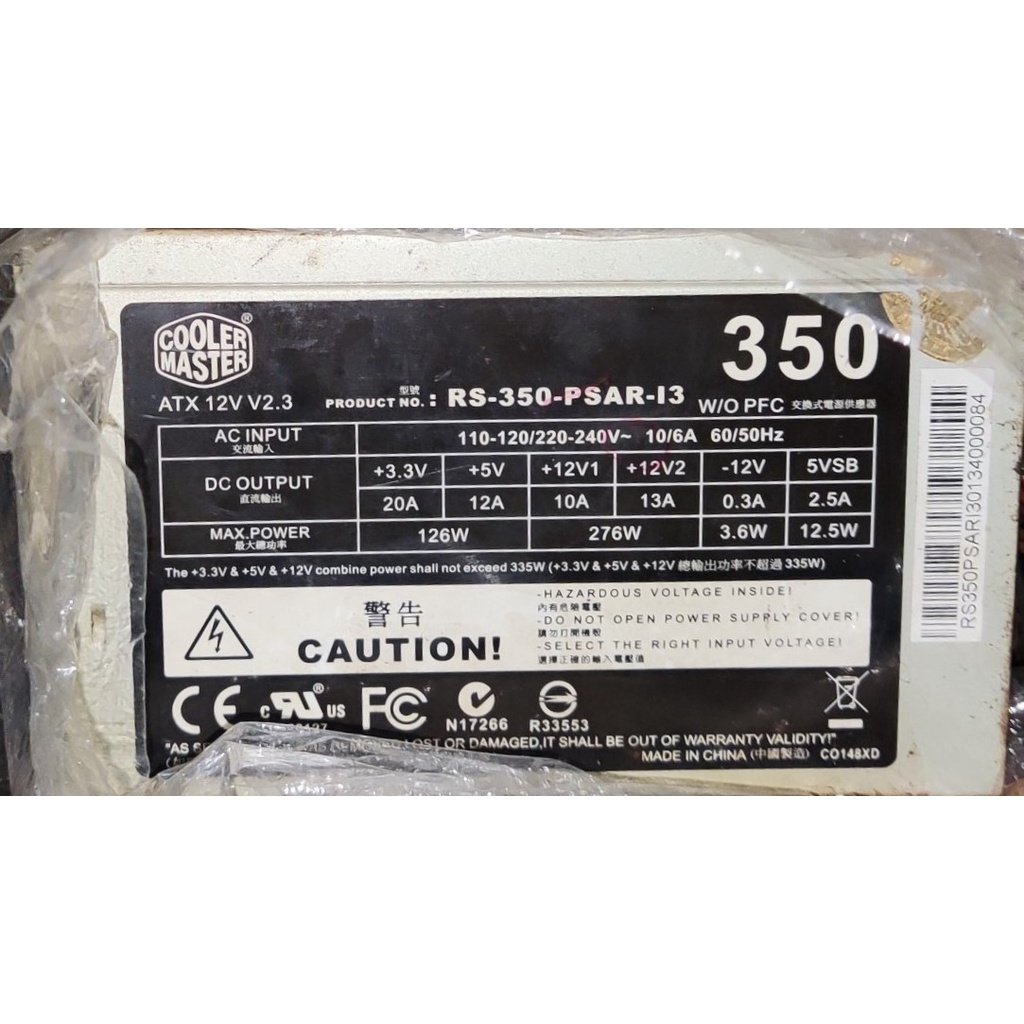 COOLER MASTER®
350
ATX 12V V2.3
型號
PRODUCT NO. : RS-350-PSAR-I3
W/O PFC 交換式電源供應器
AC INPUT 交流輸入 110-120/220-240V~ 10/6A 60/50Hz
DC OUTPUT 直流輸出 +3.3V +5V +12V1 +12V2 -12V 5VSB
20A 12A 10A 13A 0.3A 2.5A
MAX.POWER 最大總功率 126W 276W 3.6W 12.5W
The +3.3V & +5V & +12V combine power shall not exceed 335W (+3.3V & +5V & +12V 總輸出功率不超過 335W)
警告
CAUTION!
-HAZARDOUS VOLTAGE INSIDE!
內有危險電壓
-DO NOT OPEN POWER SUPPLY COVER!
請勿打開機殼
-SELECT THE RIGHT INPUT VOLTAGE!
選擇正確的輸入電壓值
CE c RU® US FC N17266 R33553
"AS LOST OR DAMAGED,IT SHALL BE OUT OF WARRANTY VALIDITY!"
MADE IN CHINA (中國製造) CO148XD
RS350PSARI30134000084